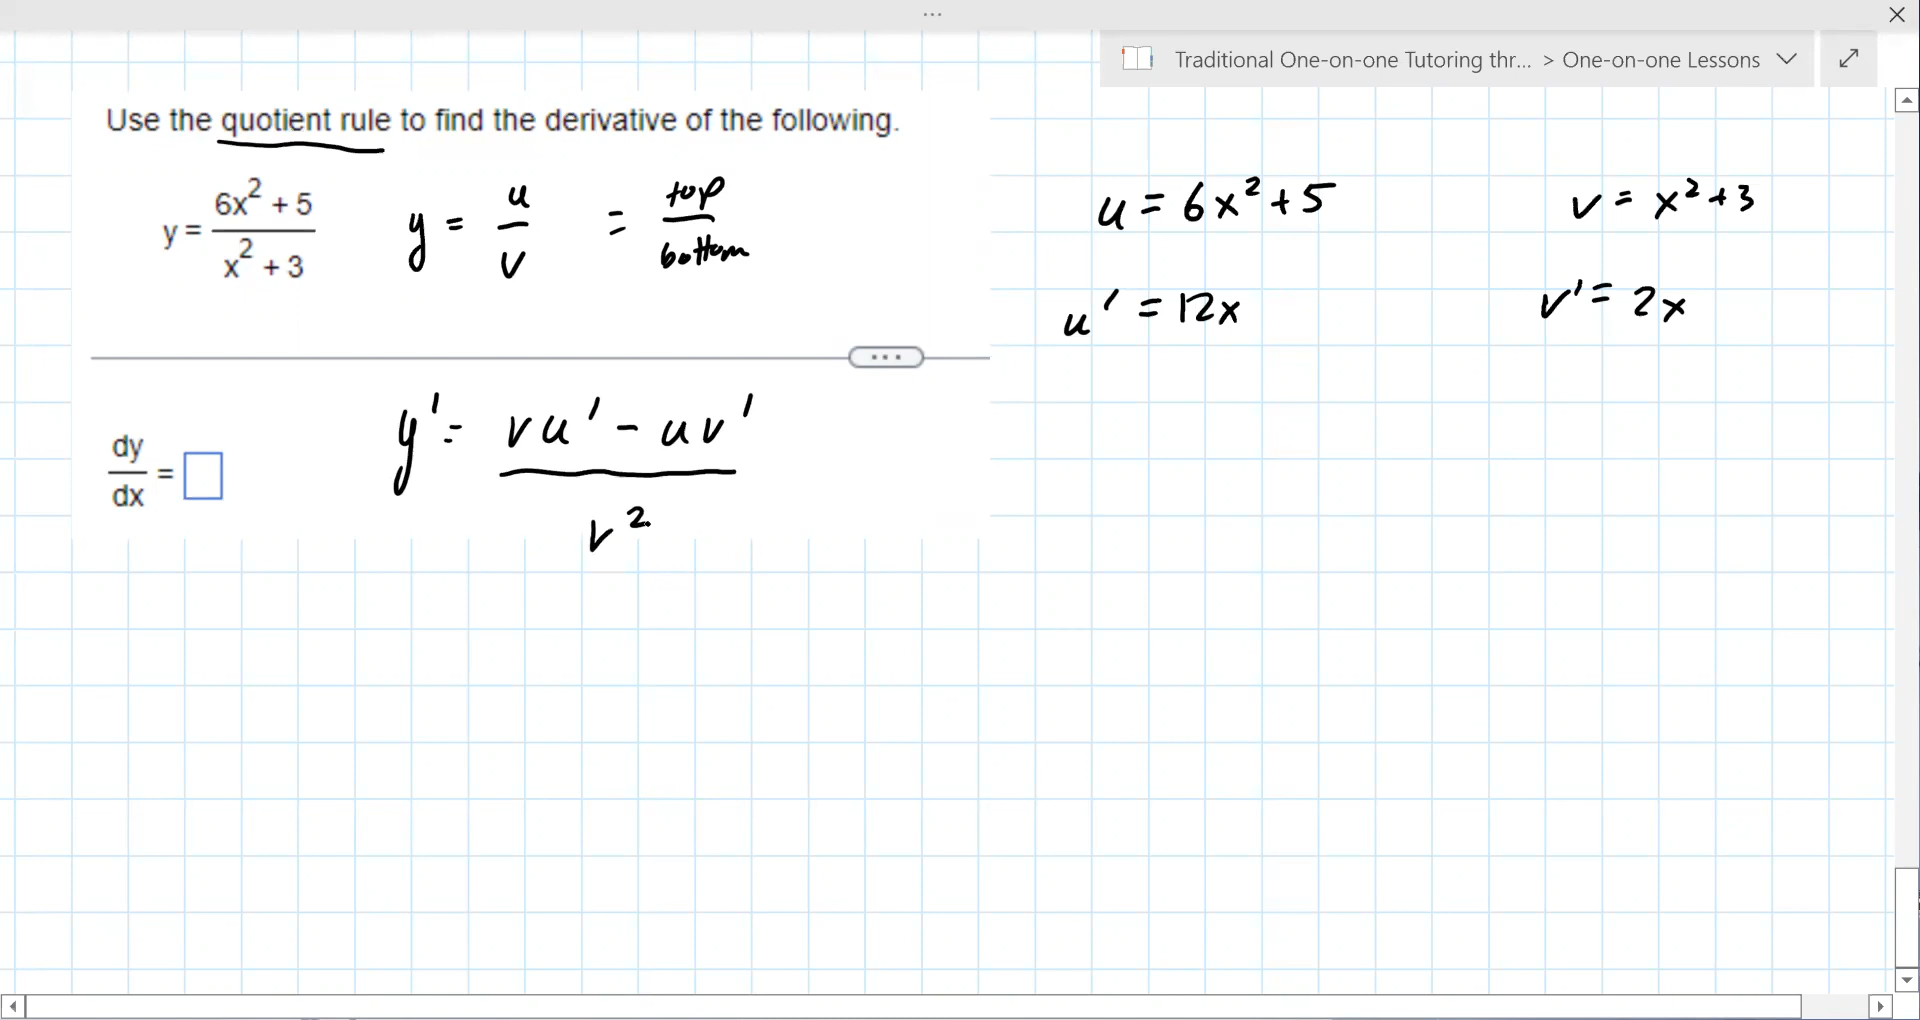 ...
Traditional One-on-one Tutoring thr... > One-on-one Lessons
Use the quotient rule to find the derivative of the following.
y = (6x² + 5)/(x² + 3)
y = u/v = top/bottom
u = 6x² + 5
v = x² + 3
u' = 12x
v' = 2x
...
dy/dx =
y' = (vu' - uv')/v²